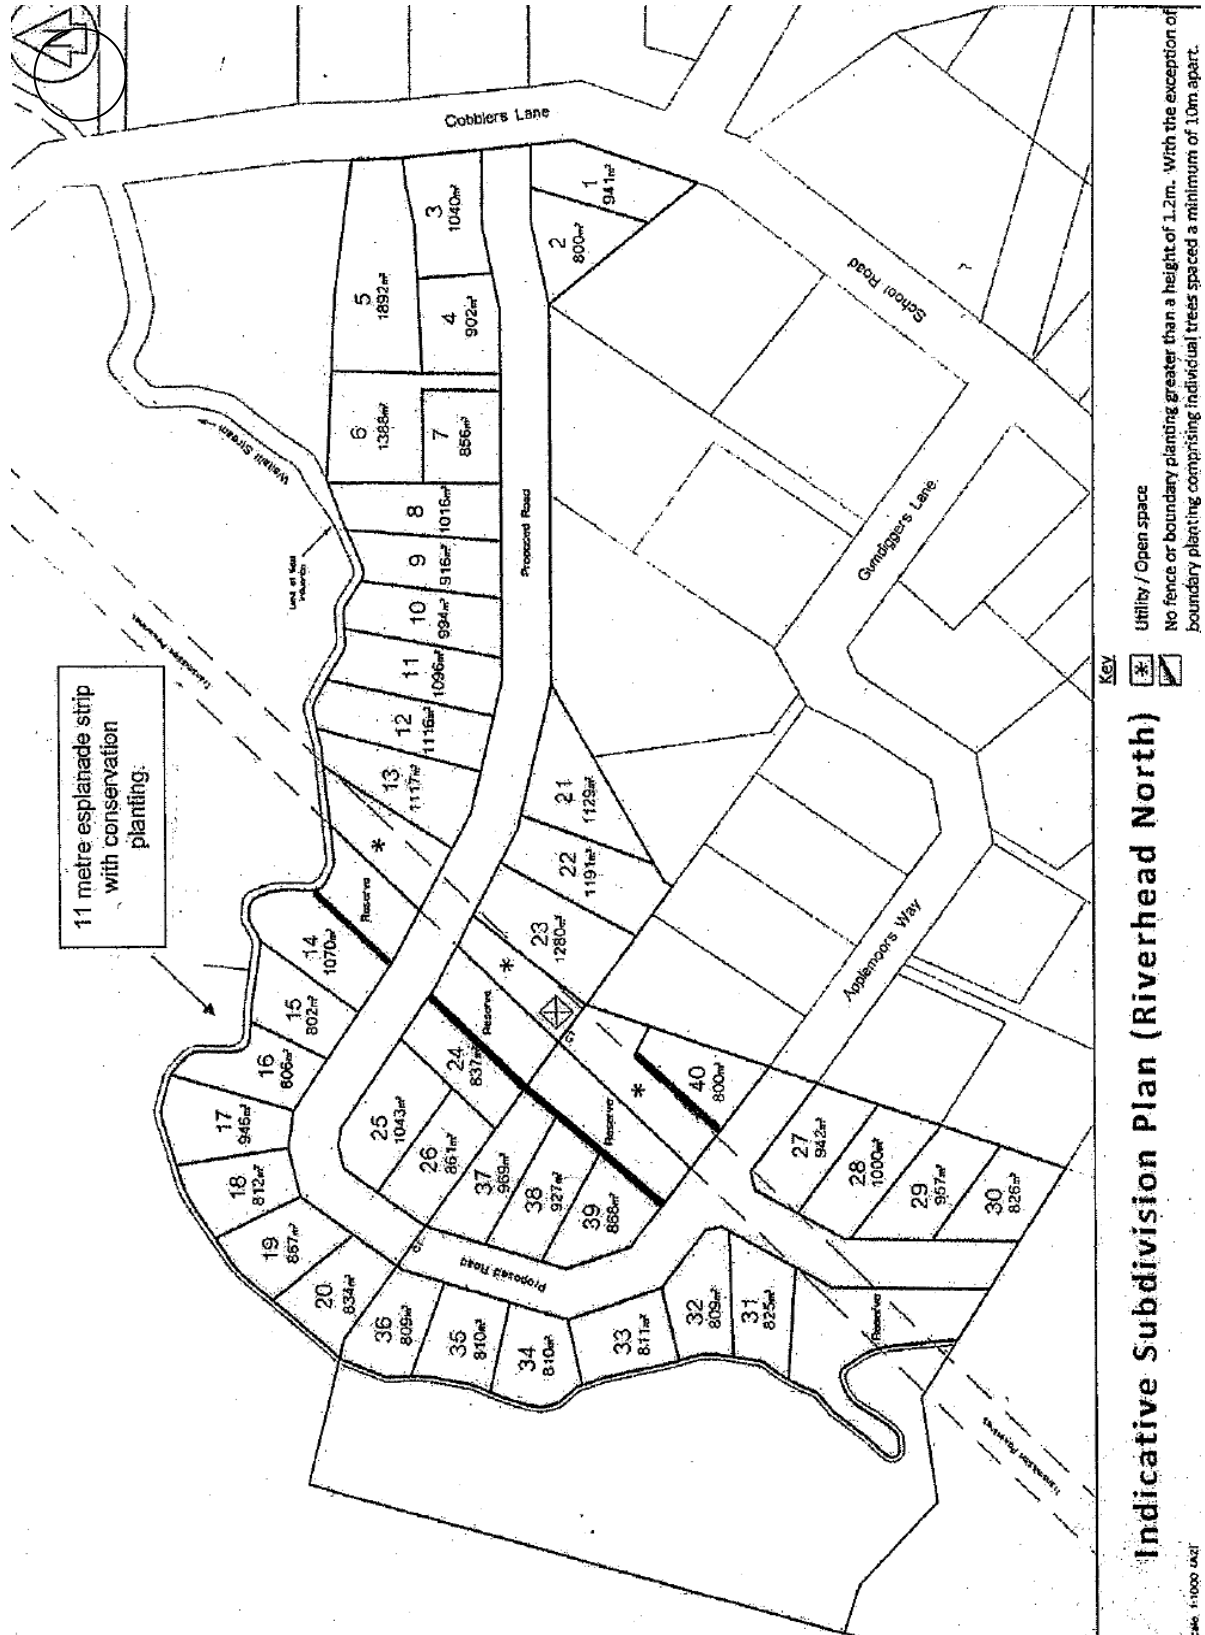 N
Cobblers Lane
1
941m²
2
800m²
3
1040m²
4
902m²
5
1892m²
6
1388m²
7
856m²
8
1016m²
9
916m²
10
994m²
11
1096m²
12
1116m²
13
1117m²
14
1070m²
15
802m²
16
806m²
17
946m²
18
812m²
19
867m²
20
834m²
21
1129m²
22
1191m²
23
1280m²
24
837m²
25
1043m²
26
861m²
27
942m²
28
1000m²
29
957m²
30
826m²
31
825m²
32
809m²
33
811m²
34
810m²
35
810m²
36
809m²
37
969m²
38
927m²
39
868m²
40
800m²
School Road
Gumdiggers Lane
Applemoors Way
Proposed Road
Proposed Road
Reserve
Reserve
Reserve
Reserve
*
*
*
11 metre esplanade strip
with conservation
planting.
Key
* Utility / Open space
No fence or boundary planting greater than a height of 1.2m. With the exception of
boundary planting comprising individual trees spaced a minimum of 10m apart.
Indicative Subdivision Plan (Riverhead North)
1:1000